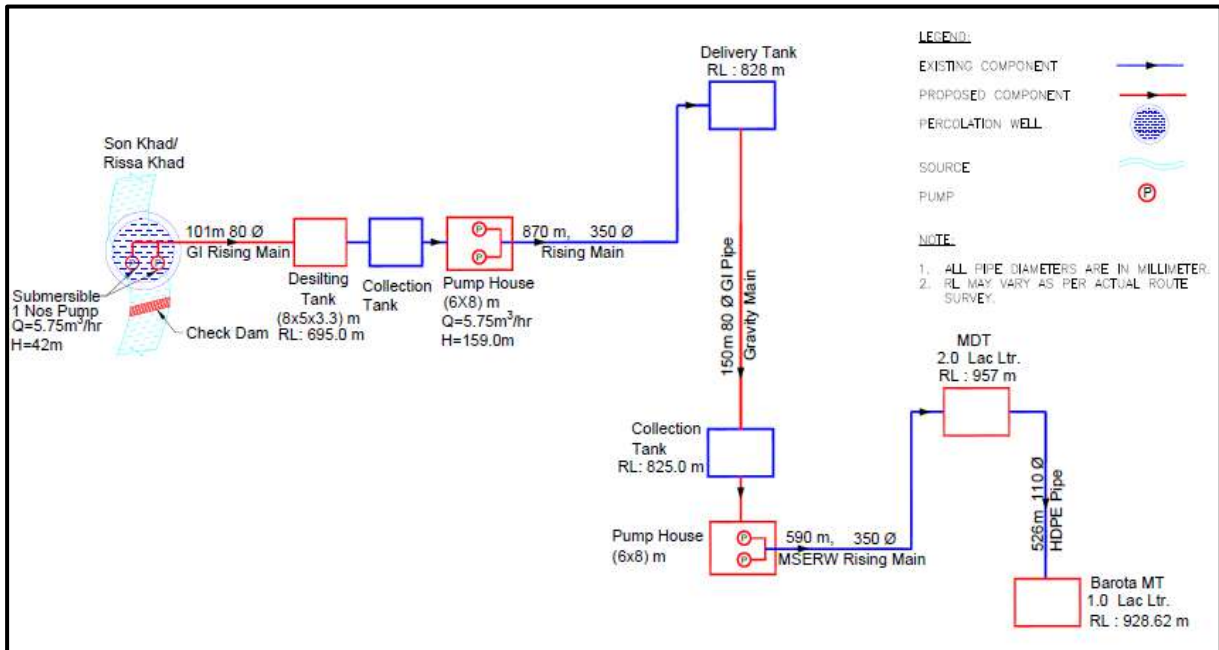 Delivery Tank
RL : 828 m
LEGEND:
EXISTING COMPONENT
PROPOSED COMPONENT
PERCOLATION WELL
SOURCE
PUMP
P
NOTE:
1. ALL PIPE DIAMETERS ARE IN MILLIMETER.
2. RL MAY VARY AS PER ACTUAL ROUTE
SURVEY.
Son Khad/
Rissa Khad
P P
Submersible
1 Nos Pump
Q=5.75m³/hr
H=42m
Check Dam
101m 80 Ø
GI Rising Main
Desilting
Tank
(8x5x3.3) m
RL: 695.0 m
Collection
Tank
P
P
Pump House
(6X8) m
Q=5.75m³/hr
H=159.0m
870 m, 350 Ø
Rising Main
150m 80 Ø GI Pipe
Gravity Main
Collection
Tank
RL: 825.0 m
Pump House
(6x8) m
P
P
590 m, 350 Ø
MSERW Rising Main
MDT
2.0 Lac Ltr.
RL : 957 m
526m 110 Ø
HDPE Pipe
Barota MT
1.0 Lac Ltr.
RL : 928.62 m